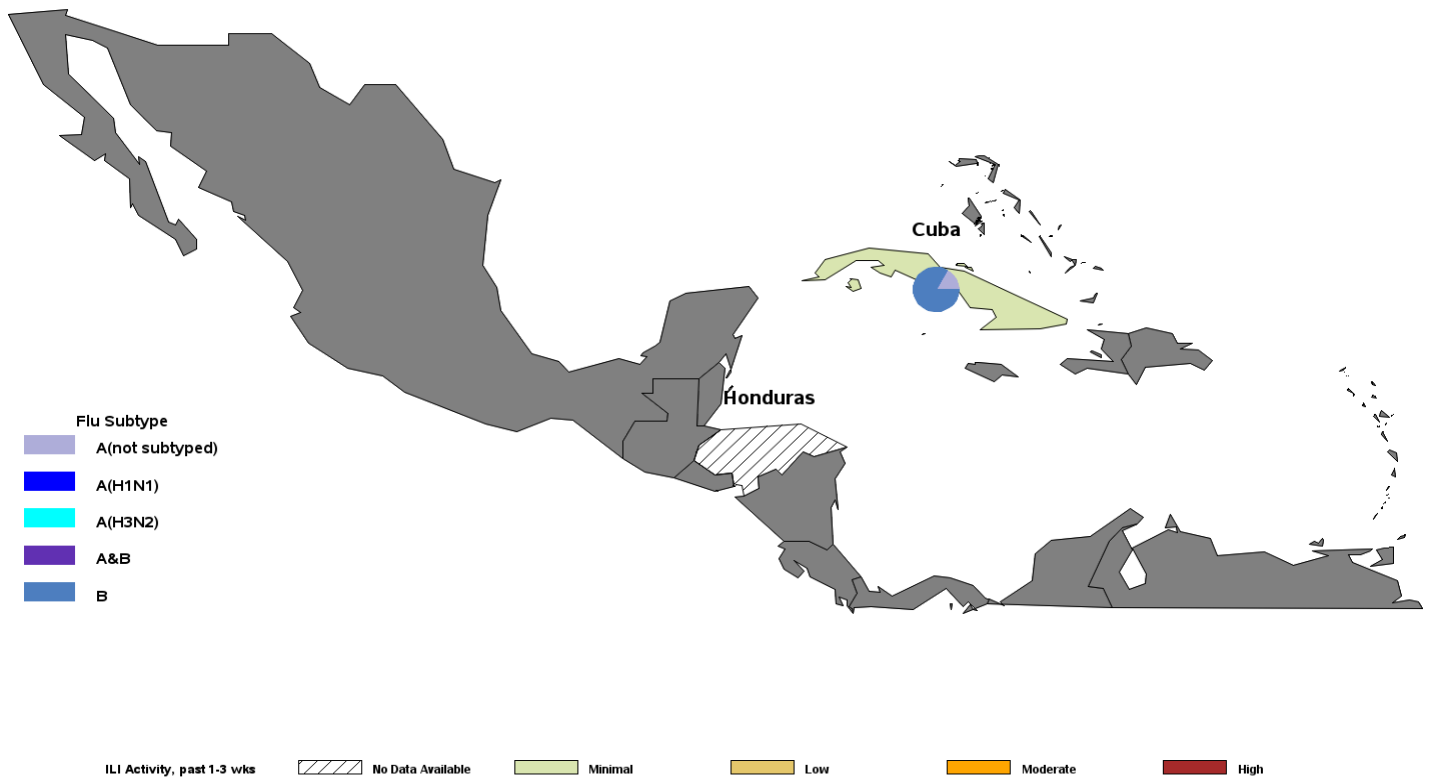 Cuba
Honduras
Flu Subtype
A(not subtyped)
A(H1N1)
A(H3N2)
A&B
B
ILI Activity, past 1-3 wks No Data Available Minimal Low Moderate High